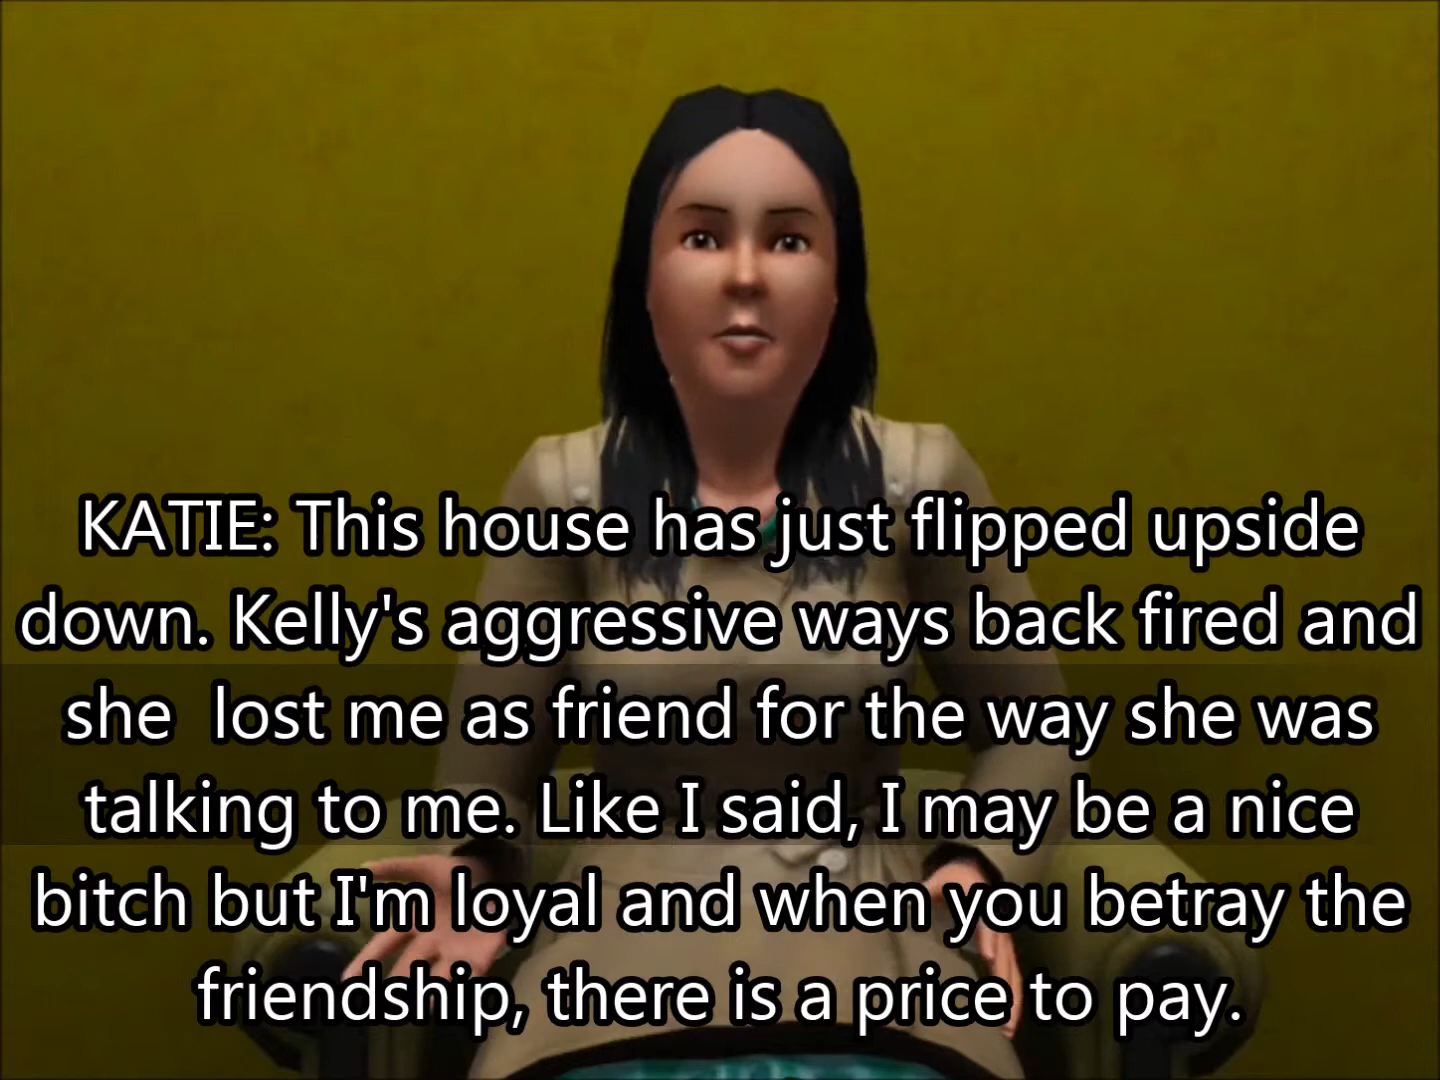 KATIE: This house has just flipped upside
down. Kelly's aggressive ways back fired and
she  lost me as friend for the way she was
talking to me. Like I said, I may be a nice
bitch but I'm loyal and when you betray the
friendship, there is a price to pay.